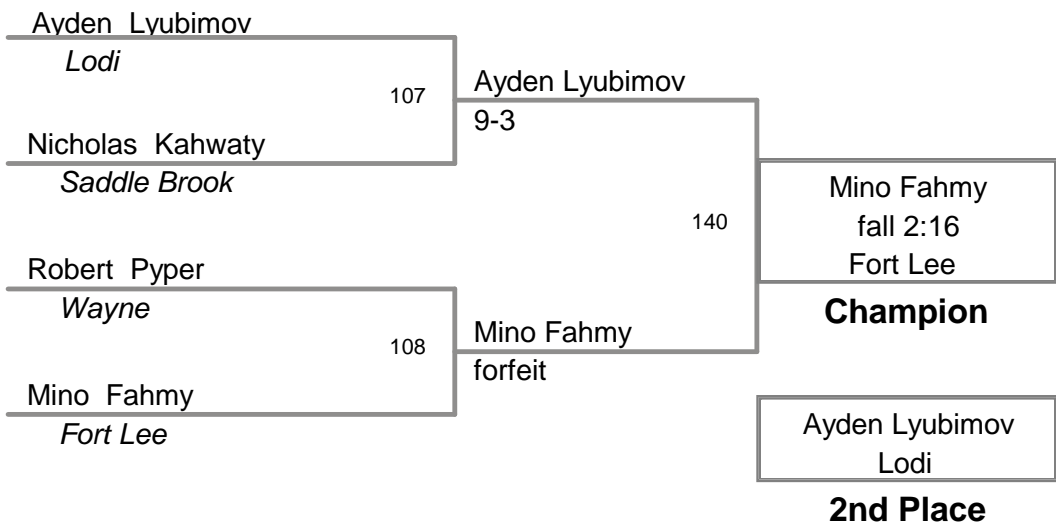 Ayden Lyubimov
Lodi
107
Nicholas Kahwaty
Saddle Brook
Ayden Lyubimov
9-3
Robert Pyper
Wayne
108
Mino Fahmy
Fort Lee
Mino Fahmy
forfeit
140
Mino Fahmy
fall 2:16
Fort Lee
Champion
Ayden Lyubimov
Lodi
2nd Place